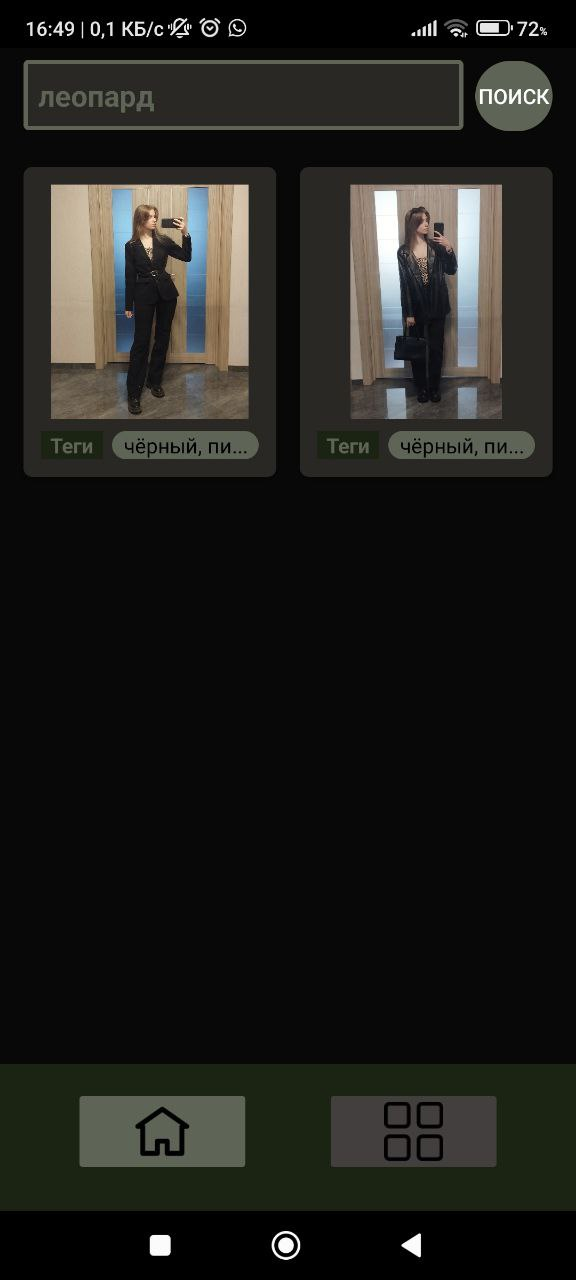 16:49 | 0,1 КБ/с 72%
леопард
ПОИСК
Теги чёрный, пи... Теги чёрный, пи...